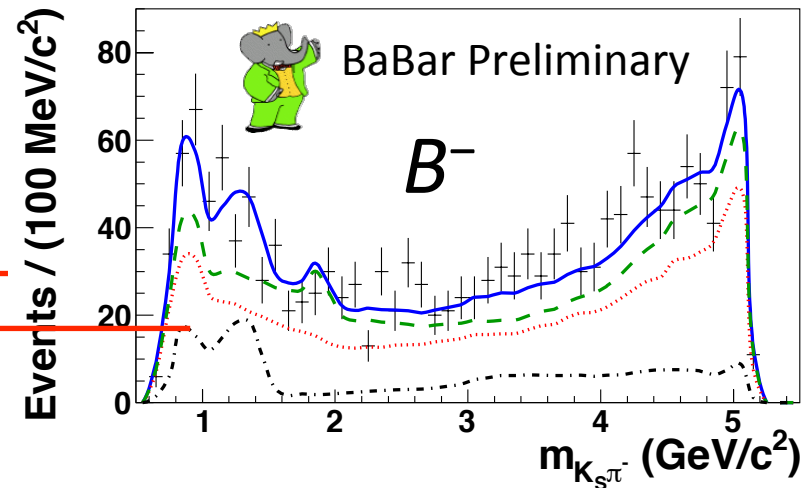 BaBar Preliminary
B⁻
Events / (100 MeV/c²)
80
60
40
20
0
1 2 3 4 5
m_{K_Sπ⁻} (GeV/c²)